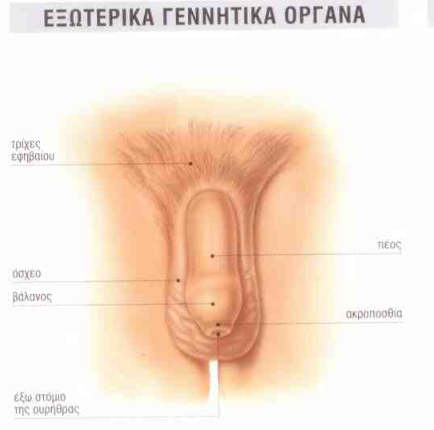 ΕΞΩΤΕΡΙΚΑ ΓΕΝΝΗΤΙΚΑ ΟΡΓΑΝΑ
τρίχες
εφηβαίου
πέος
όσχεο
βάλανος
ακροποσθία
έξω στόμιο
της ουρήθρας